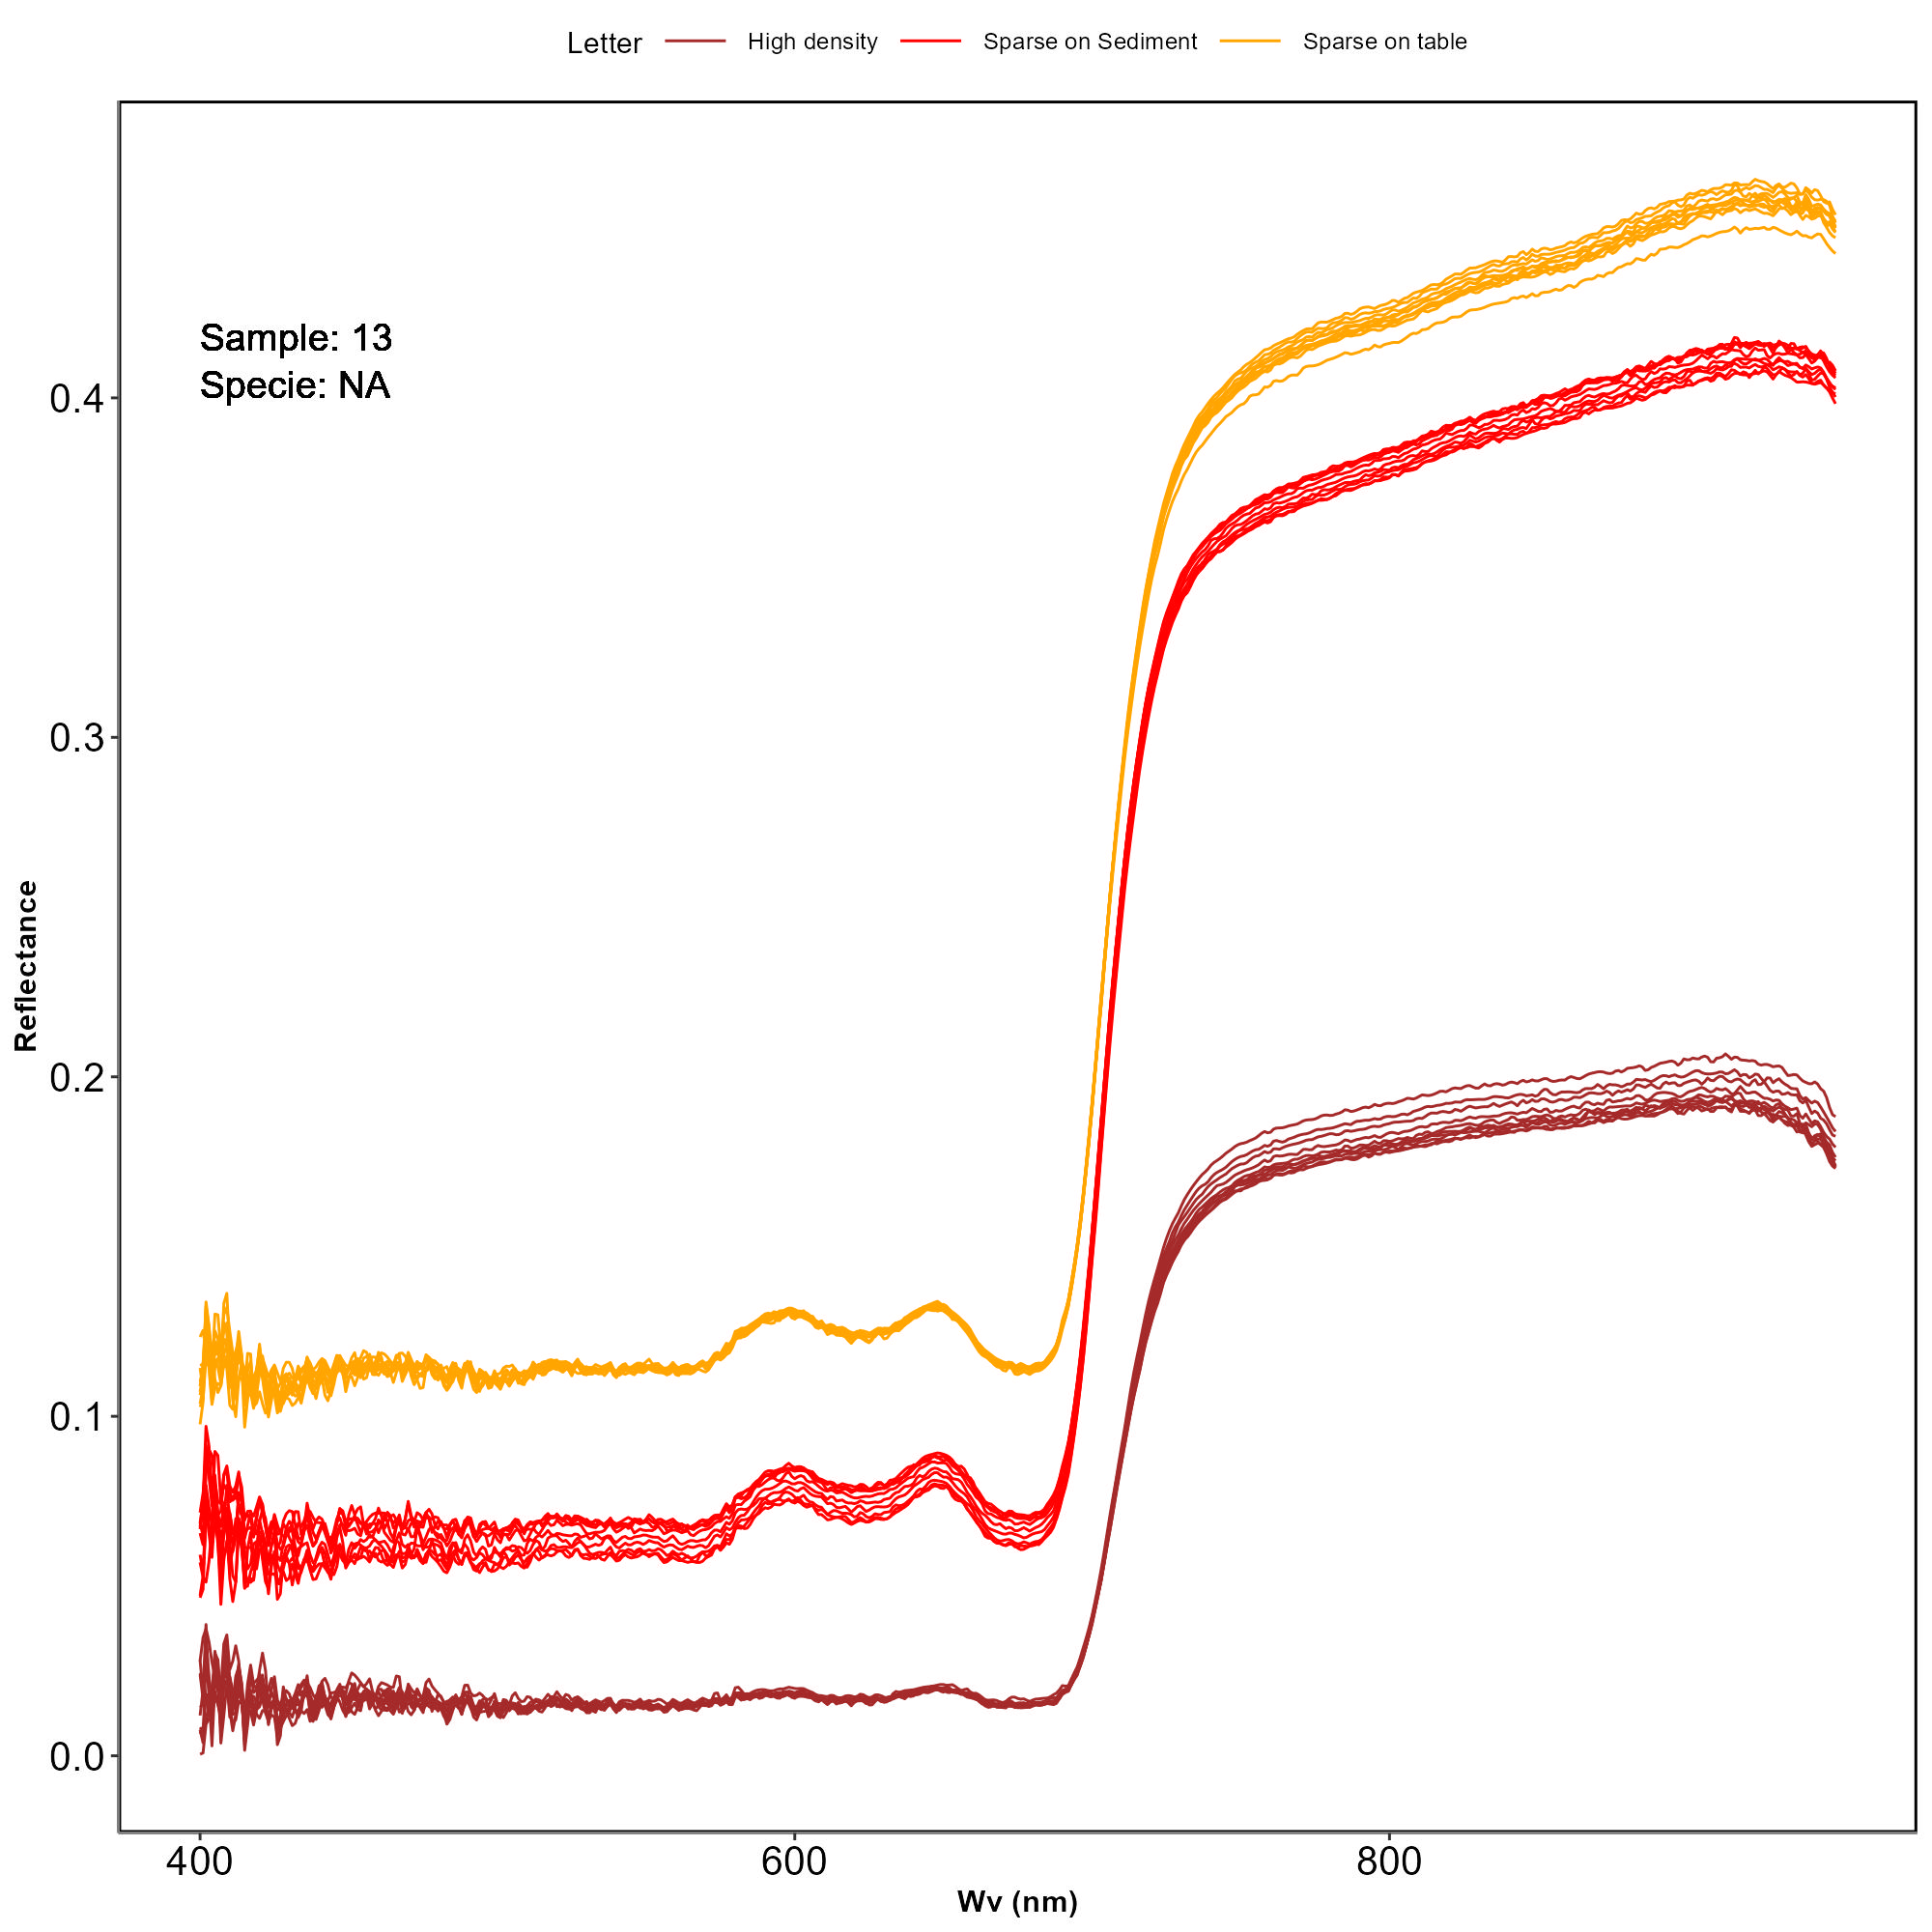 Letter High density Sparse on Sediment Sparse on table
Sample: 13
Specie: NA
0.4
0.3
0.2
0.1
0.0
Reflectance
400 600 800
Wv (nm)